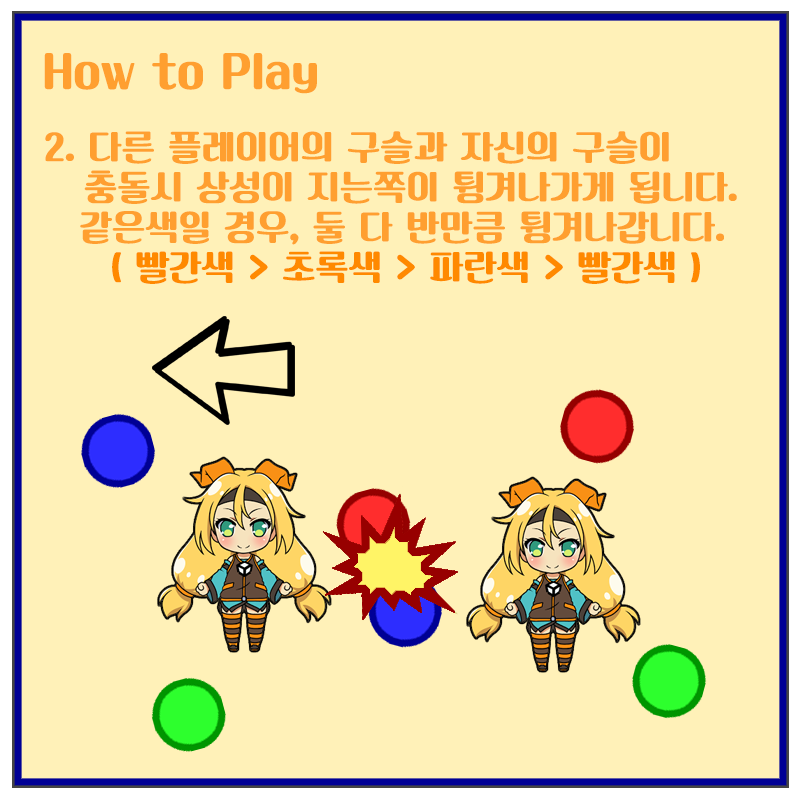 How to Play
2. 다른 플레이어의 구슬과 자신의 구슬이
충돌시 상성이 지는쪽이 튕겨나가게 됩니다.
같은색일 경우, 둘 다 반만큼 튕겨나갑니다.
( 빨간색 > 초록색 > 파란색 > 빨간색 )